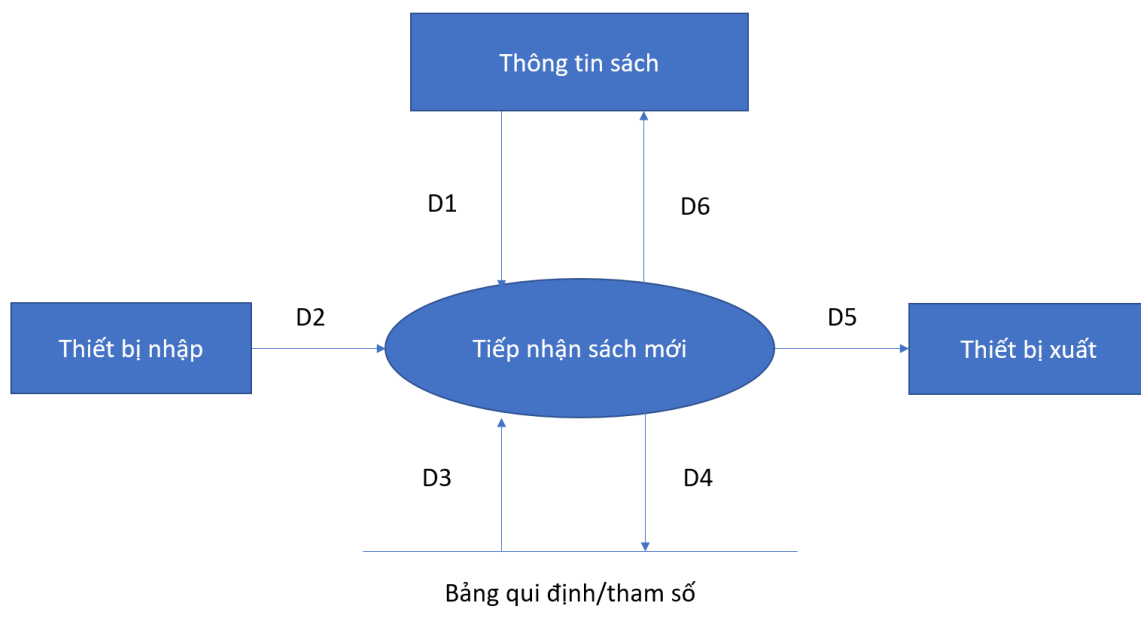 Thông tin sách
D1
D6
Thiết bị nhập
D2
Tiếp nhận sách mới
D5
Thiết bị xuất
D3
D4
Bảng qui định/tham số